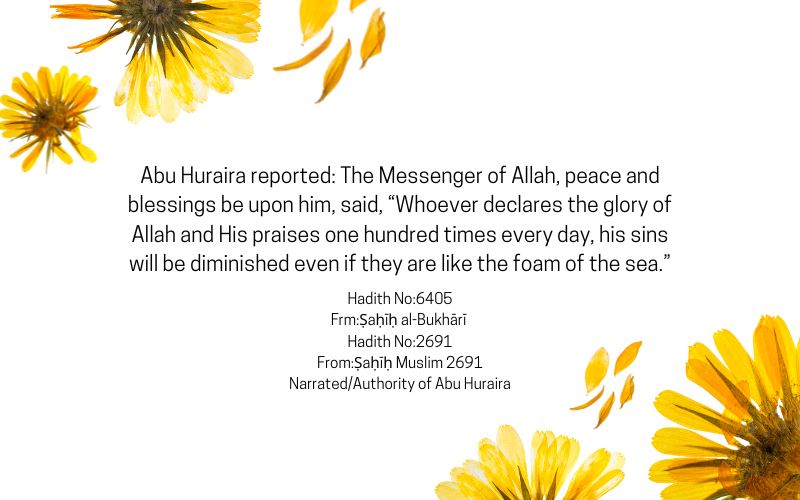 Abu Huraira reported: The Messenger of Allah, peace and
blessings be upon him, said, “Whoever declares the glory of
Allah and His praises one hundred times every day, his sins
will be diminished even if they are like the foam of the sea.”
Hadith No:6405
Frm:Ṣaḥīḥ al-Bukhārī
Hadith No:2691
From:Ṣaḥīḥ Muslim 2691
Narrated/Authority of Abu Huraira